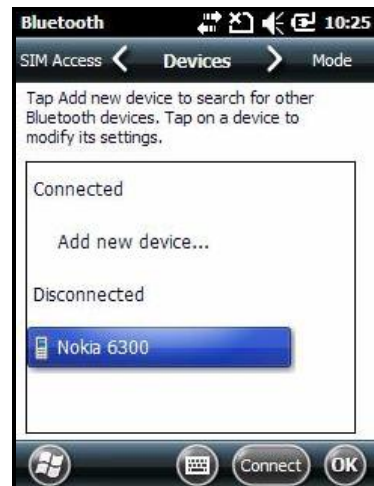 Bluetooth 10:25
SIM Access Devices Mode
Tap Add new device to search for other
Bluetooth devices. Tap on a device to
modify its settings.
Connected
Add new device...
Disconnected
Nokia 6300
Connect OK